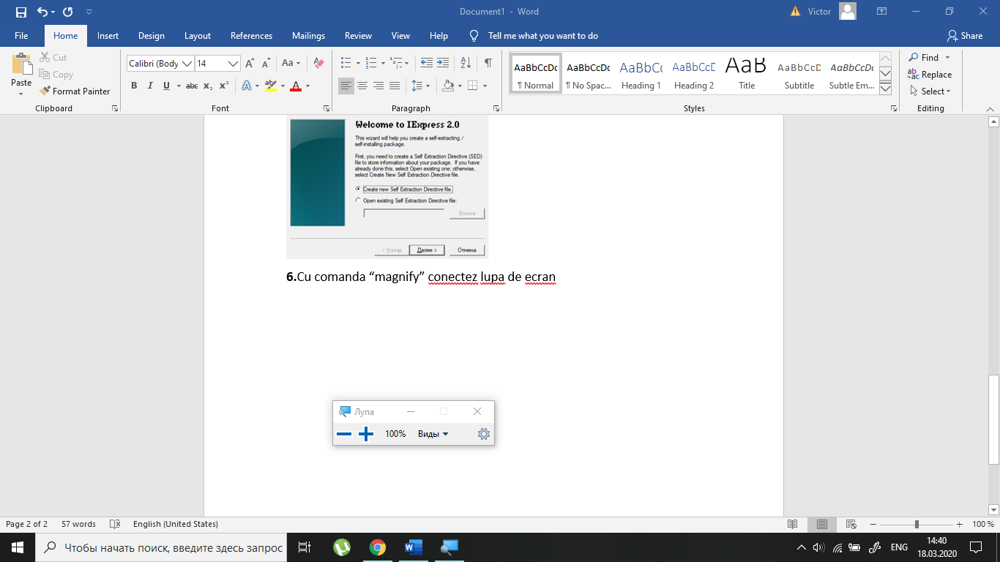 Document1 - Word
Victor
File Home Insert Design Layout References Mailings Review View Help Tell me what you want to do Share
Paste
Cut
Copy
Format Painter
Clipboard
Calibri (Body 14
Aa
B I U abc x₂ x² A ab A
Font
Paragraph
AaBbCcDc AaBbCcDc AaBbCc AaBbCcD AaB AaBbCcD AaBbCcDc
¶ Normal ¶ No Spac... Heading 1 Heading 2 Title Subtitle Subtle Em...
Styles
Find
Replace
Select
Editing
Welcome to IExpress 2.0
This wizard will help you create a self-extracting /
self-installing package.
First, you need to create a Self Extraction Directive (SED)
file to store information about your package. If you have
already done this, select Open existing one; otherwise,
select Create New Self Extraction Directive file.
Create new Self Extraction Directive file.
Open existing Self Extraction Directive file:
Browse
< Назад Далее > Отмена
6.Cu comanda “magnify” conectez lupa de ecran
Лупа
100% Виды
Page 2 of 2 57 words English (United States) 100 %
Чтобы начать поиск, введите здесь запрос
ENG
14:40
18.03.2020